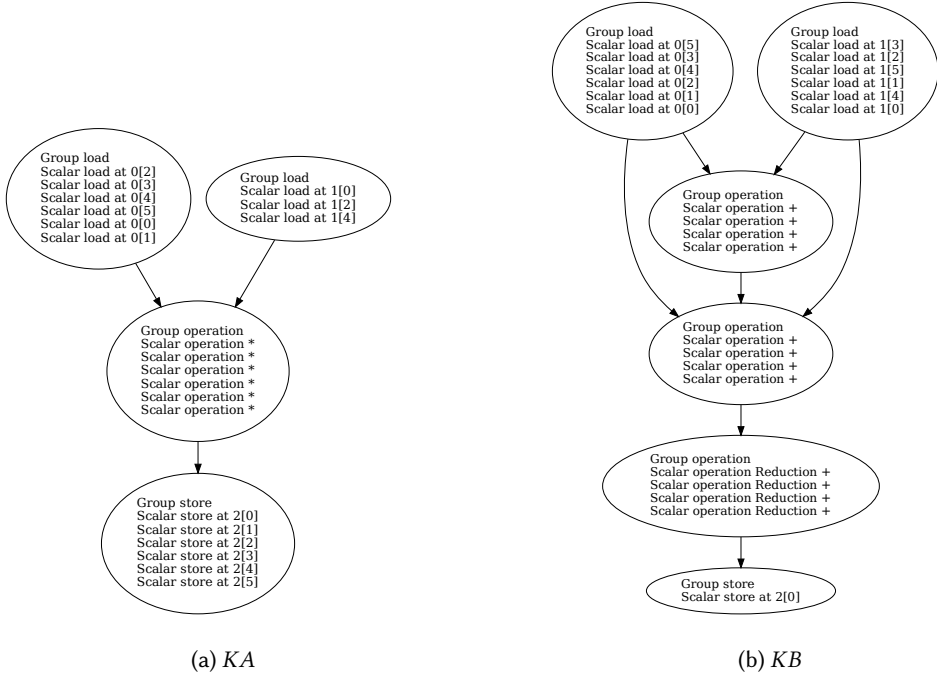 Group load
Scalar load at 0[2]
Scalar load at 0[3]
Scalar load at 0[4]
Scalar load at 0[5]
Scalar load at 0[0]
Scalar load at 0[1]
Group load
Scalar load at 1[0]
Scalar load at 1[2]
Scalar load at 1[4]
Group operation
Scalar operation *
Scalar operation *
Scalar operation *
Scalar operation *
Scalar operation *
Scalar operation *
Group store
Scalar store at 2[0]
Scalar store at 2[1]
Scalar store at 2[2]
Scalar store at 2[3]
Scalar store at 2[4]
Scalar store at 2[5]
(a) KA
Group load
Scalar load at 0[5]
Scalar load at 0[3]
Scalar load at 0[4]
Scalar load at 0[2]
Scalar load at 0[1]
Scalar load at 0[0]
Group load
Scalar load at 1[3]
Scalar load at 1[2]
Scalar load at 1[5]
Scalar load at 1[1]
Scalar load at 1[4]
Scalar load at 1[0]
Group operation
Scalar operation +
Scalar operation +
Scalar operation +
Scalar operation +
Group operation
Scalar operation +
Scalar operation +
Scalar operation +
Scalar operation +
Group operation
Scalar operation Reduction +
Scalar operation Reduction +
Scalar operation Reduction +
Scalar operation Reduction +
Group store
Scalar store at 2[0]
(b) KB